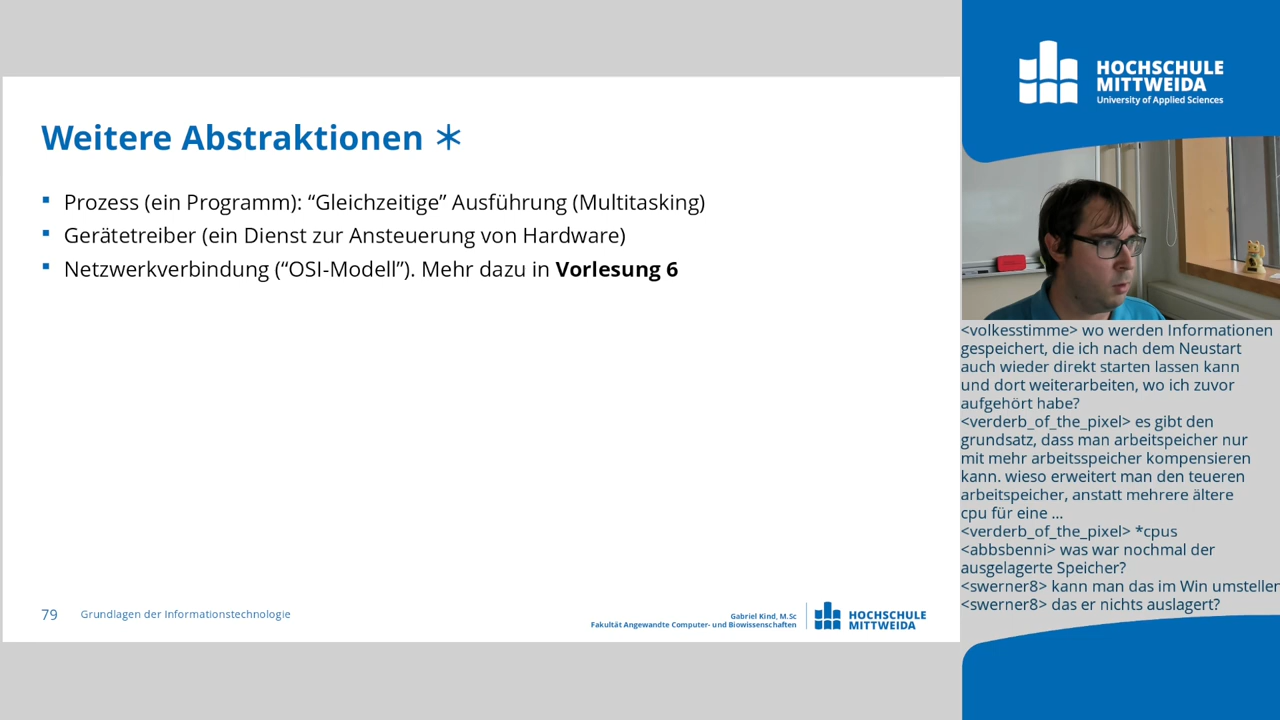 Weitere Abstraktionen *
Prozess (ein Programm): “Gleichzeitige” Ausführung (Multitasking)
Gerätetreiber (ein Dienst zur Ansteuerung von Hardware)
Netzwerkverbindung (“OSI-Modell”). Mehr dazu in Vorlesung 6
79 Grundlagen der Informationstechnologie
Gabriel Kind, M.Sc
Fakultät Angewandte Computer- und Biowissenschaften
HOCHSCHULE
MITTWEIDA
HOCHSCHULE
MITTWEIDA
University of Applied Sciences
<volkesstimme> wo werden Informationen
gespeichert, die ich nach dem Neustart
auch wieder direkt starten lassen kann
und dort weiterarbeiten, wo ich zuvor
aufgehört habe?
<verderb_of_the_pixel> es gibt den
grundsatz, dass man arbeitspeicher nur
mit mehr arbeitsspeicher kompensieren
kann. wieso erweitert man den teueren
arbeitspeicher, anstatt mehrere ältere
cpu für eine ...
<verderb_of_the_pixel> *cpus
<abbsbenni> was war nochmal der
ausgelagerte Speicher?
<swerner8> kann man das im Win umstellen
<swerner8> das er nichts auslagert?